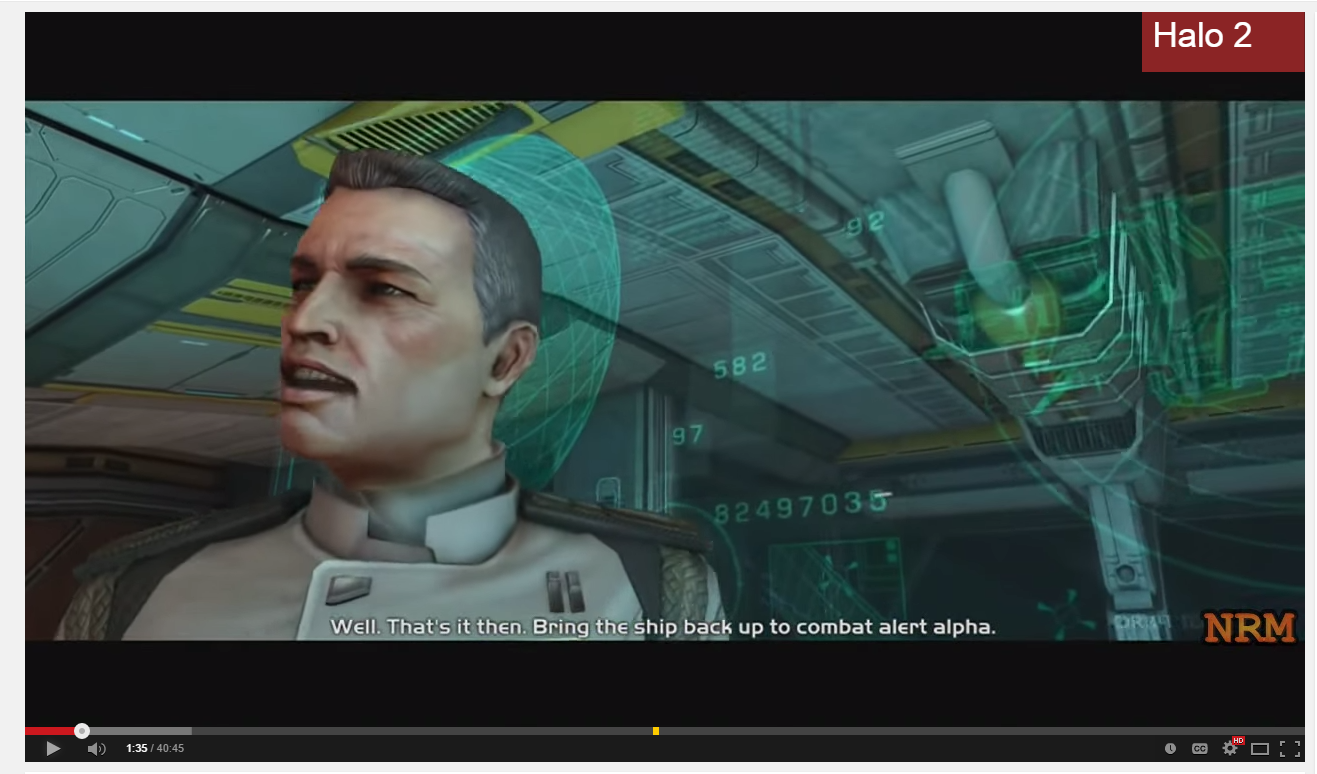 Halo 2
92
582
97
82497035
Well. That's it then. Bring the ship back up to combat alert alpha.
NRM
1:35 / 40:45
CC
HD